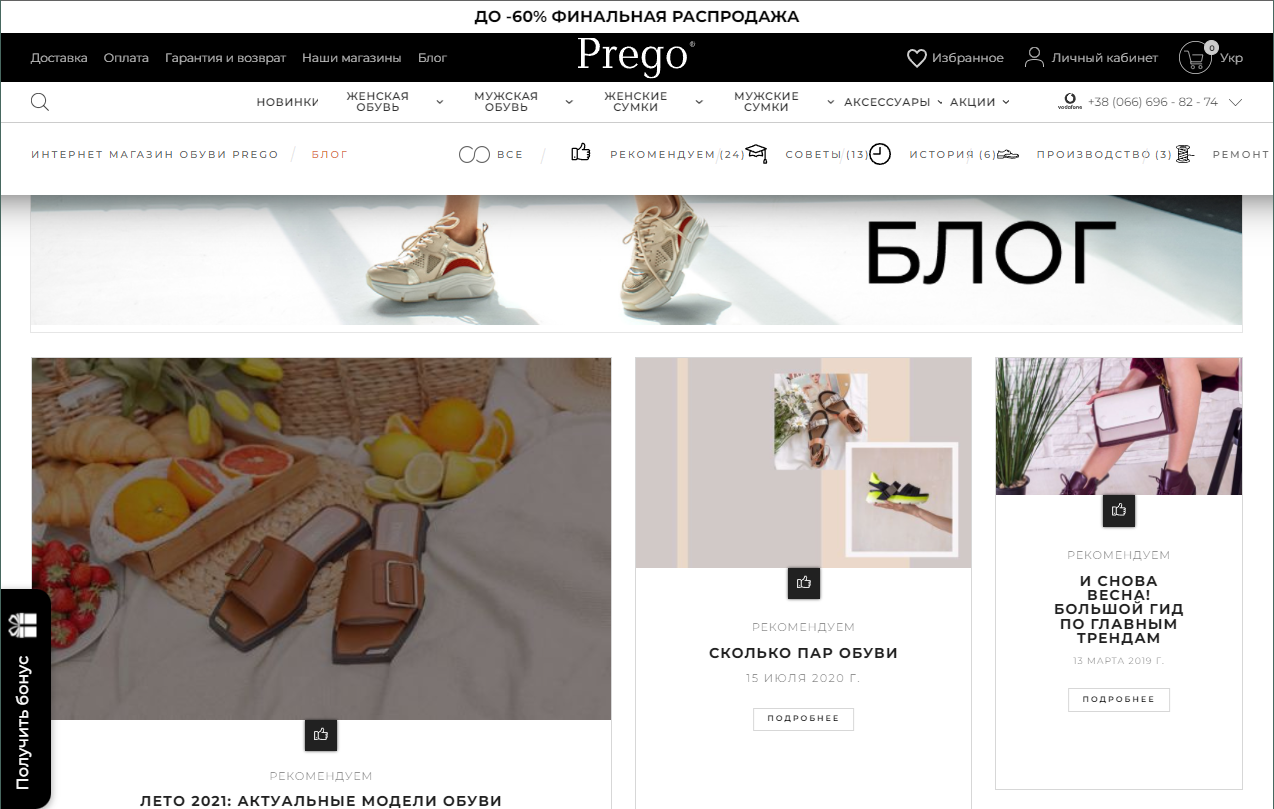 ДО -60% ФИНАЛЬНАЯ РАСПРОДАЖА
Доставка Оплата Гарантия и возврат Наши магазины Блог Prego® Избранное Личный кабинет 0 Укр
НОВИНКИ ЖЕНСКАЯ ОБУВЬ МУЖСКАЯ ОБУВЬ ЖЕНСКИЕ СУМКИ МУЖСКИЕ СУМКИ АКСЕССУАРЫ АКЦИИ vodafone +38 (066) 696 - 82 - 74
ИНТЕРНЕТ МАГАЗИН ОБУВИ PREGO / БЛОГ ВСЕ / РЕКОМЕНДУЕМ (24) СОВЕТЫ (13) ИСТОРИЯ (6) ПРОИЗВОДСТВО (3) РЕМОНТ
БЛОГ
РЕКОМЕНДУЕМ
ЛЕТО 2021: АКТУАЛЬНЫЕ МОДЕЛИ ОБУВИ
РЕКОМЕНДУЕМ
СКОЛЬКО ПАР ОБУВИ
15 ИЮЛЯ 2020 Г.
ПОДРОБНЕЕ
РЕКОМЕНДУЕМ
И СНОВА
ВЕСНА!
БОЛЬШОЙ ГИД
ПО ГЛАВНЫМ
ТРЕНДАМ
13 МАРТА 2019 Г.
ПОДРОБНЕЕ
Получить бонус